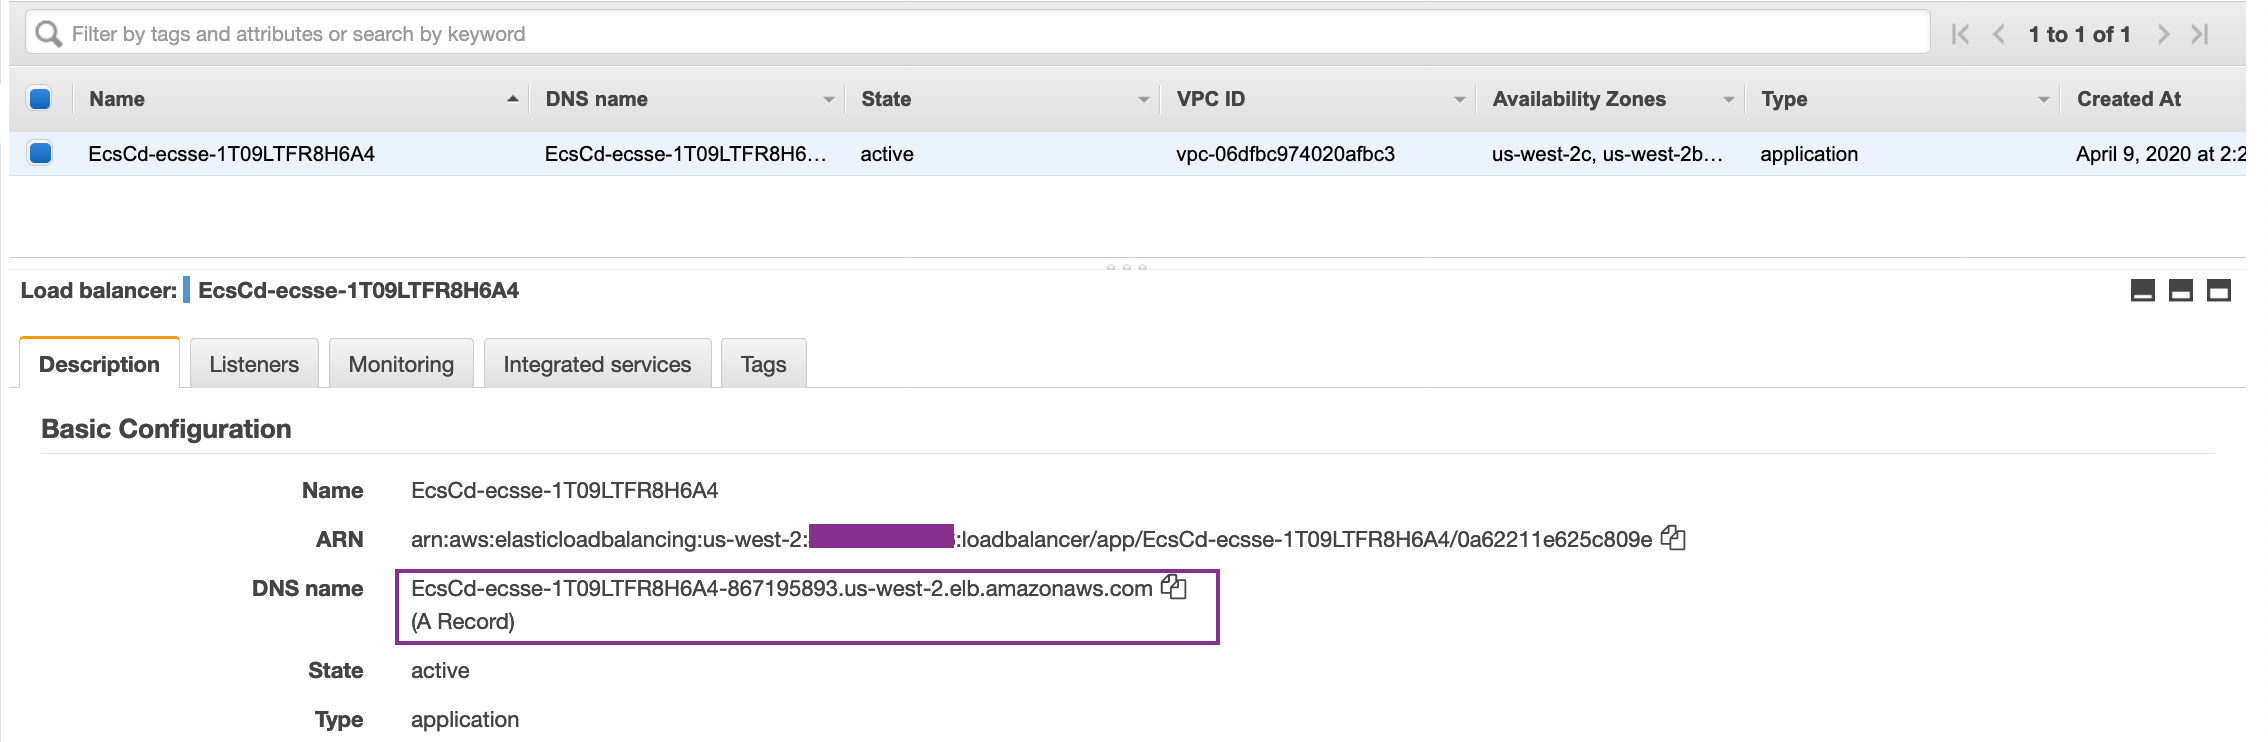 Filter by tags and attributes or search by keyword
1 to 1 of 1
Name DNS name State VPC ID Availability Zones Type Created At
EcsCd-ecsse-1T09LTFR8H6A4 EcsCd-ecsse-1T09LTFR8H6... active vpc-06dfbc974020afbc3 us-west-2c, us-west-2b... application April 9, 2020 at 2:2
Load balancer: EcsCd-ecsse-1T09LTFR8H6A4
Description Listeners Monitoring Integrated services Tags
Basic Configuration
Name EcsCd-ecsse-1T09LTFR8H6A4
ARN arn:aws:elasticloadbalancing:us-west-2: :loadbalancer/app/EcsCd-ecsse-1T09LTFR8H6A4/0a62211e625c809e
DNS name EcsCd-ecsse-1T09LTFR8H6A4-867195893.us-west-2.elb.amazonaws.com
(A Record)
State active
Type application